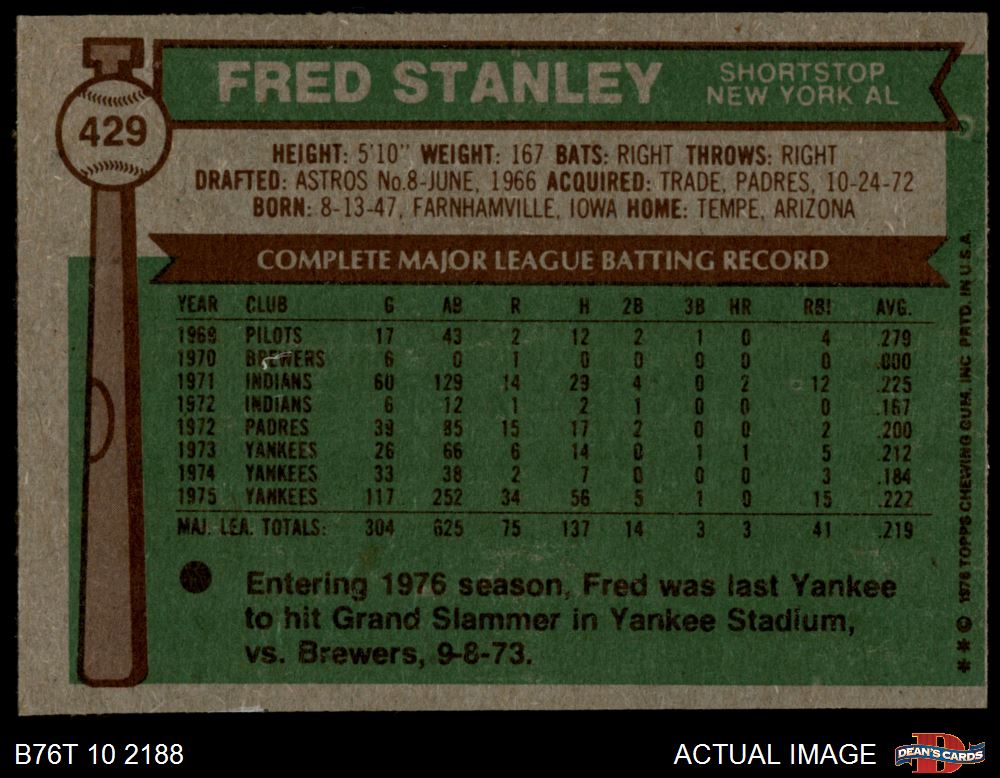 FRED STANLEY
SHORTSTOP
NEW YORK AL
429
HEIGHT: 5'10" WEIGHT: 167 BATS: RIGHT THROWS: RIGHT
DRAFTED: ASTROS No.8-JUNE, 1966 ACQUIRED: TRADE, PADRES, 10-24-72
BORN: 8-13-47, FARNHAMVILLE, IOWA HOME: TEMPE, ARIZONA
COMPLETE MAJOR LEAGUE BATTING RECORD
YEAR CLUB G AB R H 2B 3B HR RBI AVG.
1969 PILOTS 17 43 2 12 2 1 0 4 .279
1970 BREWERS 6 0 1 0 0 0 0 0 .000
1971 INDIANS 60 129 14 29 4 0 2 12 .225
1972 INDIANS 6 12 1 2 1 0 0 0 .167
1972 PADRES 39 85 15 17 2 0 0 2 .200
1973 YANKEES 26 66 6 14 0 1 1 5 .212
1974 YANKEES 33 38 2 7 0 0 0 3 .184
1975 YANKEES 117 252 34 56 5 1 0 15 .222
MAJ. LEA. TOTALS: 304 625 75 137 14 3 3 41 .219
Entering 1976 season, Fred was last Yankee
to hit Grand Slammer in Yankee Stadium,
vs. Brewers, 9-8-73.
** © 1976 TOPPS CHEWING GUM, INC. PRTD. IN U.S.A.
B76T 10 2188
ACTUAL IMAGE
DEAN'S CARDS